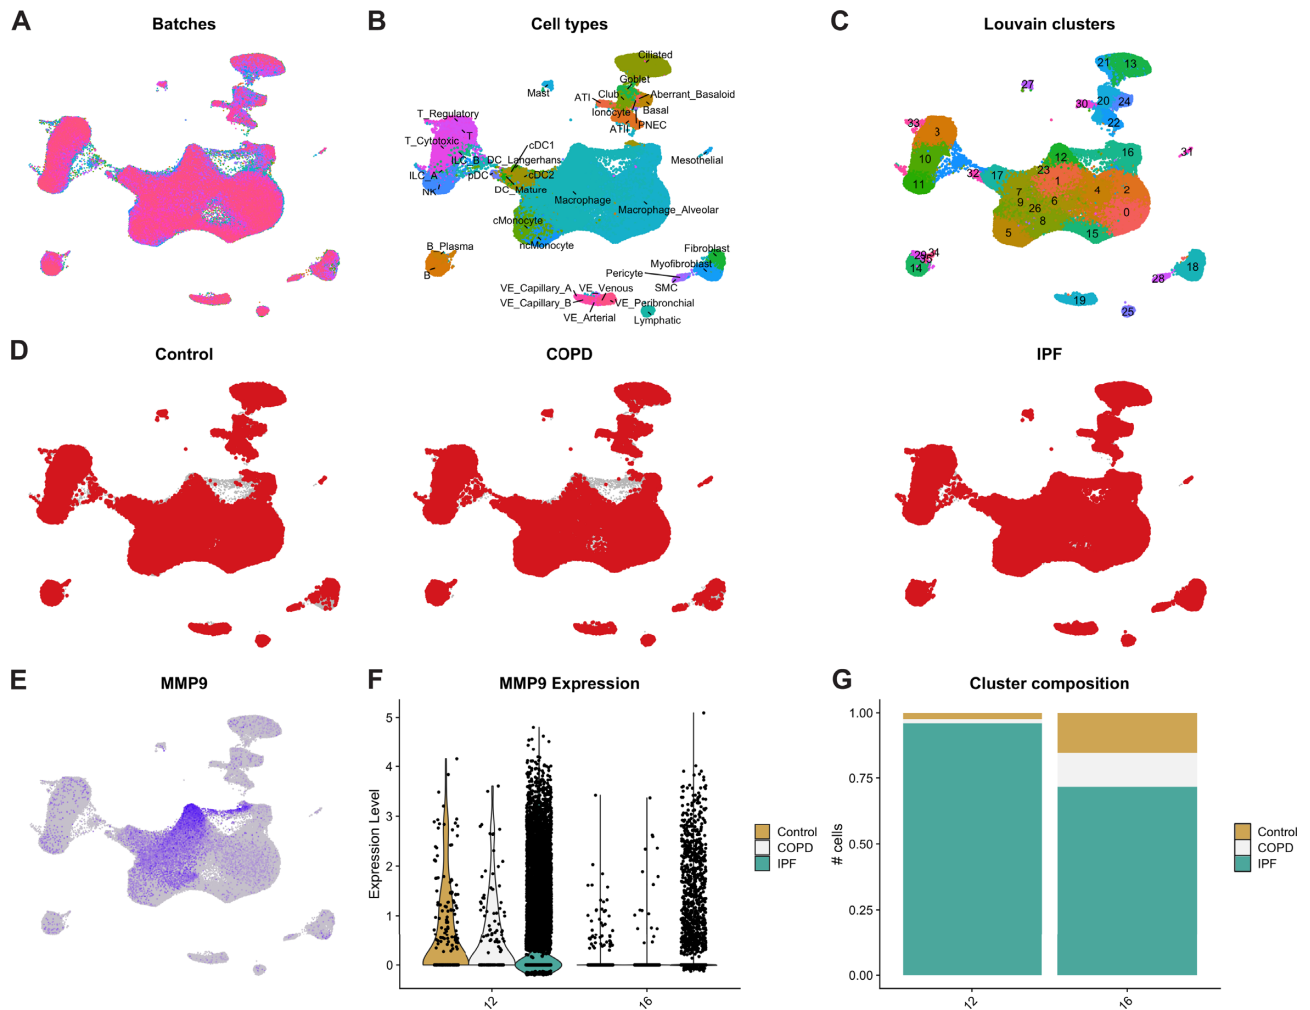 A
Batches
B
Cell types
Ciliated
Goblet
Mast
ATI
Club
Aberrant_Basaloid
Ionocyte
Basal
ATII
PNEC
T_Regulatory
T
T_Cytotoxic
cDC1
ILC_B
DC_Langerhans
Mesothelial
ILC_A
pDC
cDC2
NK
DC_Mature
Macrophage
Macrophage_Alveolar
cMonocyte
ncMonocyte
B_Plasma
B
Fibroblast
Myofibroblast
Pericyte
SMC
VE_Capillary_A
VE_Venous
VE_Capillary_B
VE_Peribronchial
VE_Arterial
Lymphatic
C
Louvain clusters
21
13
27
30
20
24
22
33
3
10
12
16
31
11
32
17
23
1
7
9
6
4
2
26
0
8
5
15
29
34
35
14
18
28
19
25
D
Control
COPD
IPF
E
MMP9
F
MMP9 Expression
Expression Level
5
4
3
2
1
0
12
16
Control
COPD
IPF
G
Cluster composition
# cells
1.00
0.75
0.50
0.25
0.00
12
16
Control
COPD
IPF